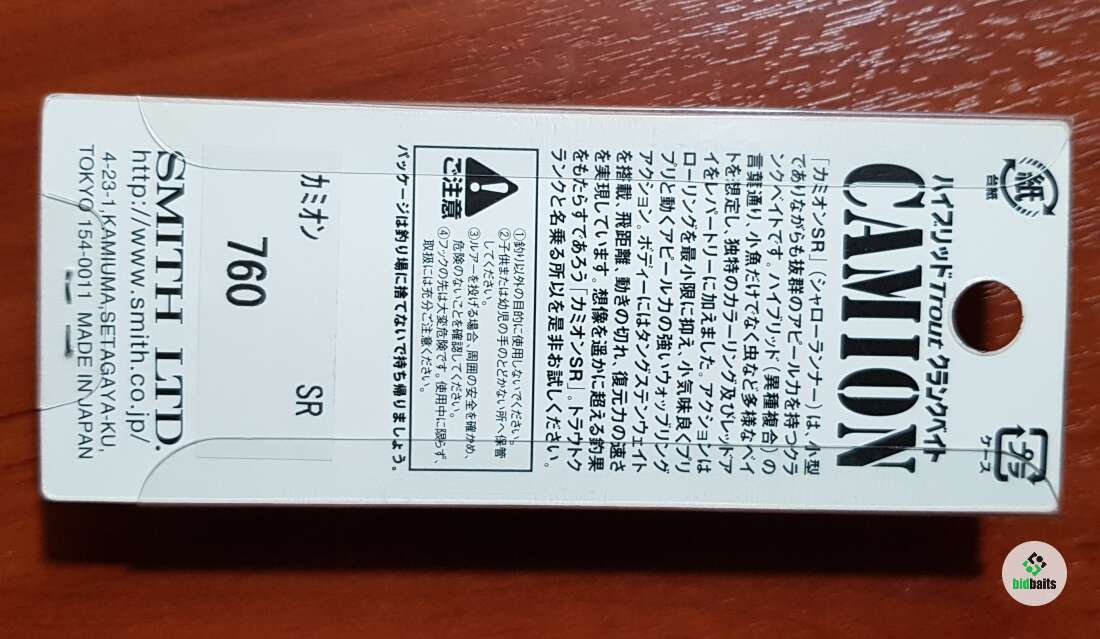 紙
台紙
プラ
ケース
ハイブリッドTroutクランクベイト
CAMION
「カミオンSR」(シャローランナー)は、小型
でありながらも抜群のアピール力を持つクラ
ンクベイトです。ハイブリッド(異種複合)の
言葉通り、小魚だけでなく虫など多様なベイ
トを想定し、独特のカラーリング及びレッドア
イをレパートリーに加えました。アクションは
ローリングを最小限に抑え、小気味良くプリ
プリと動くアピール力の強いウォッブリング
アクション。ボディーにはタングステンウェイト
を搭載、飛距離、動きの切れ、復元力の速さ
を実現しています。想像を遥かに超える釣果
をもたらすであろう「カミオンSR」。トラウトク
ランクと名乗る所以を是非お試しください。
ご注意
①釣り以外の目的に使用しないでください。
②子供または幼児の手のとどかない所へ保管
してください。
③ルアーを投げる場合、周囲の安全を確かめ、
危険のないことを確認してください。
④フックの先は大変危険です。使用中に限らず、
取扱には充分ご注意ください。
パッケージは釣り場に捨てないで持ち帰りましょう。
カミオン SR
760
SMITH LTD.
http://www.smith.co.jp/
4-23-1,KAMIUMA,SETAGAYA-KU,
TOKYO 154-0011 MADE IN JAPAN
bidbaits